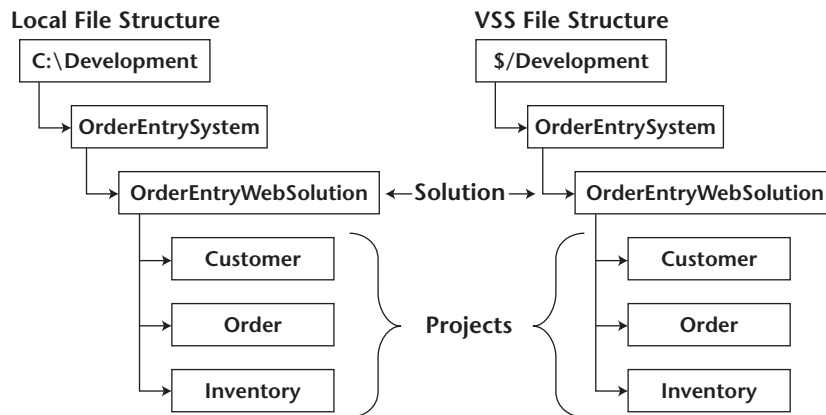 Local File Structure
VSS File Structure
C:\Development
$/Development
OrderEntrySystem
OrderEntrySystem
OrderEntryWebSolution
Solution
OrderEntryWebSolution
Customer
Customer
Order
Projects
Order
Inventory
Inventory